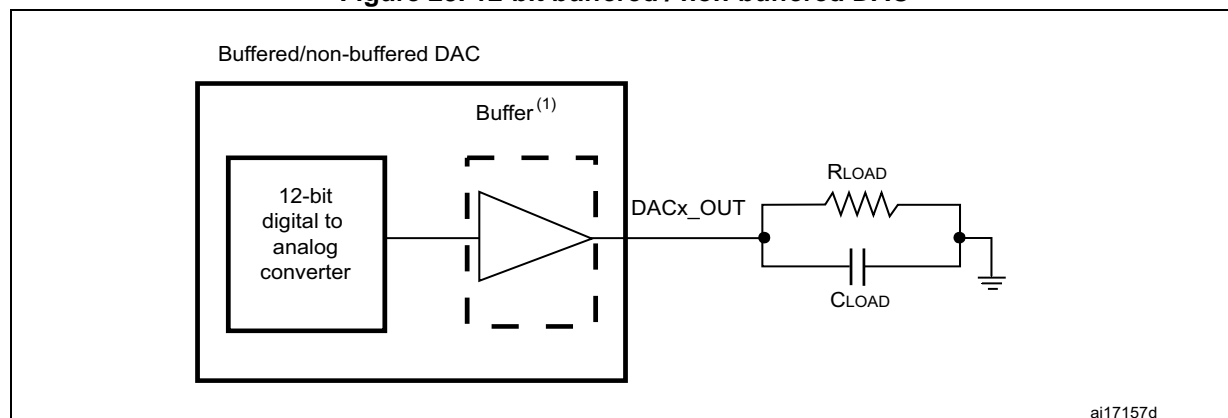 Buffered/non-buffered DAC
Buffer(1)
12-bit
digital to
analog
converter
DACx_OUT
RLOAD
CLOAD
ai17157d